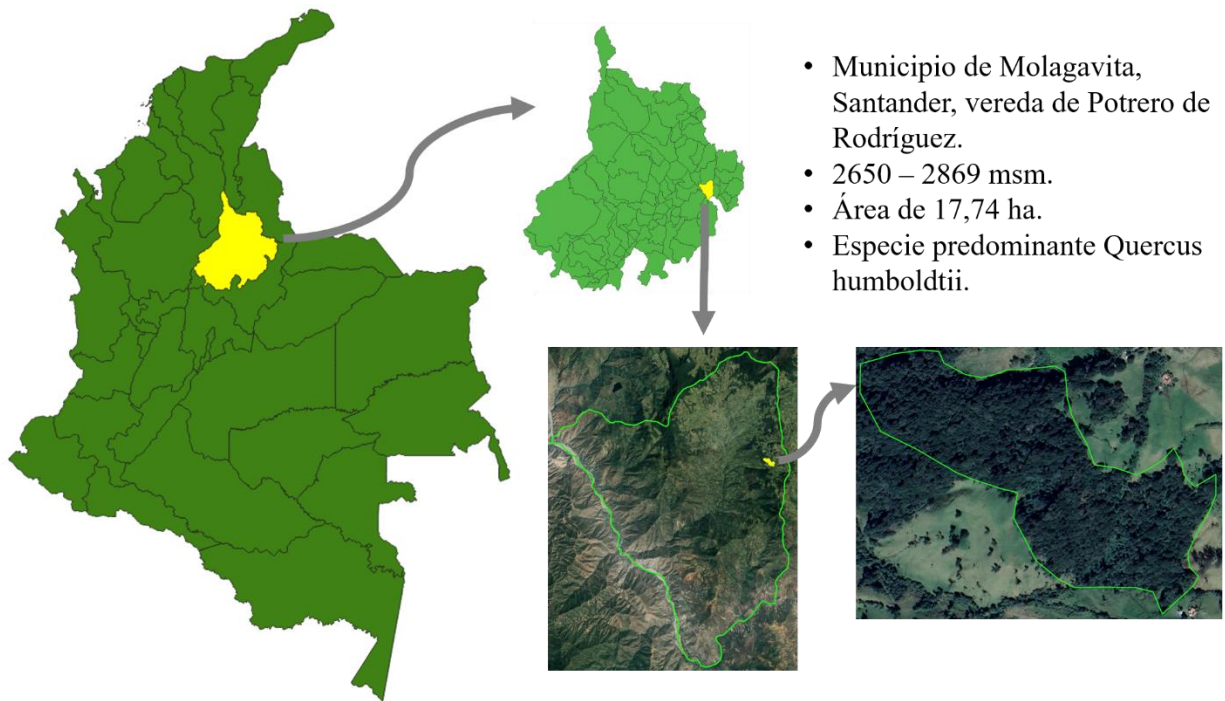 • Municipio de Molagavita,
Santander, vereda de Potrero de
Rodríguez.
• 2650 – 2869 msm.
• Área de 17,74 ha.
• Especie predominante Quercus
humboldtii.